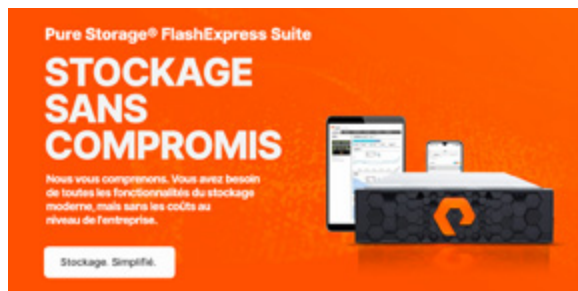 Pure Storage® FlashExpress Suite
STOCKAGE
SANS
COMPROMIS
Nous vous comprenons. Vous avez besoin
de toutes les fonctionnalités du stockage
moderne, mais sans les coûts au
niveau de l'entreprise.
Stockage. Simplifié.